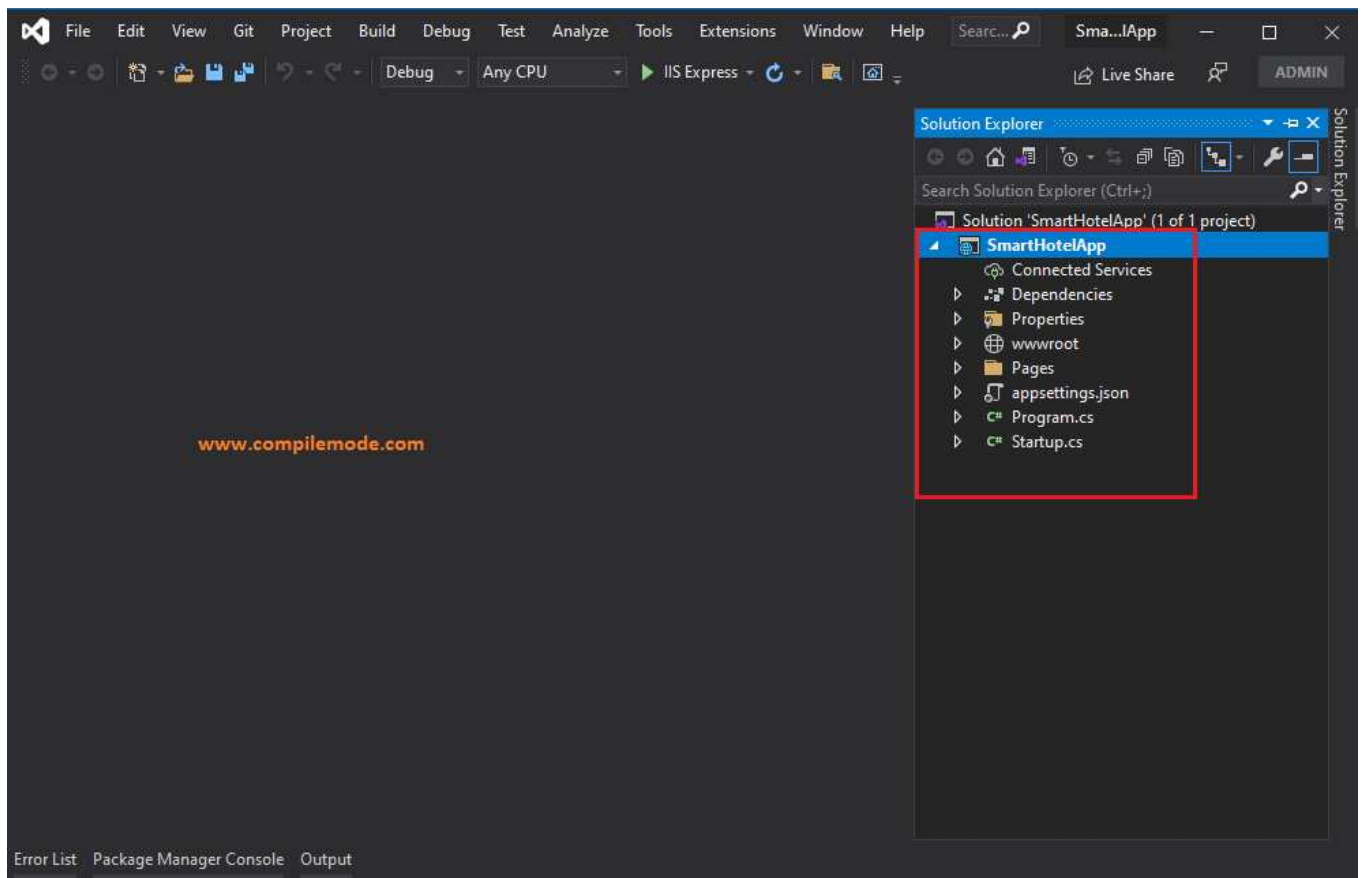 File Edit View Git Project Build Debug Test Analyze Tools Extensions Window Help Searc... Sma...lApp
Debug Any CPU IIS Express Live Share ADMIN
Solution Explorer
Solution Explorer
Search Solution Explorer (Ctrl+;)
Solution 'SmartHotelApp' (1 of 1 project)
SmartHotelApp
Connected Services
Dependencies
Properties
wwwroot
Pages
appsettings.json
C# Program.cs
C# Startup.cs
www.compilemode.com
Error List Package Manager Console Output